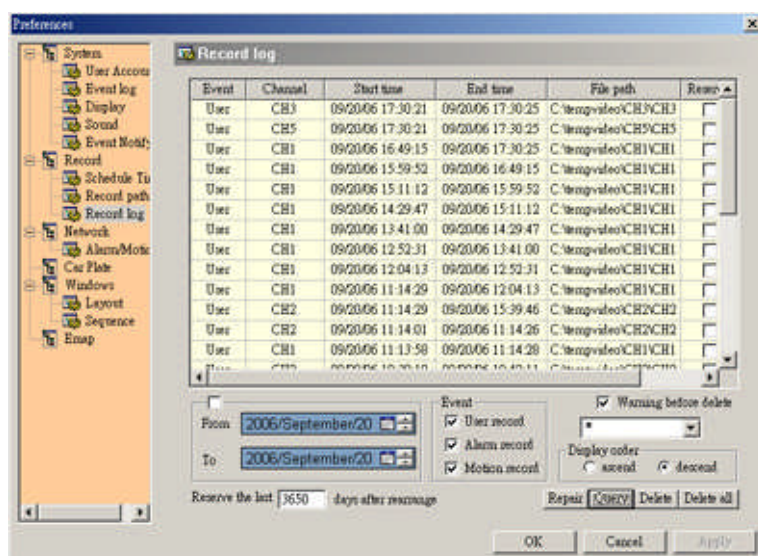 Preferences
System
User Accou
Event log
Display
Sound
Event Notify
Record
Schedule Ti
Record path
Record log
Network
Alarm/Motio
Car Plate
Windows
Layout
Sequence
Emap
Record log
Event Channel Start time End time File path Reserv
User CH3 09/20/06 17:30:21 09/20/06 17:30:25 C:\tempvideo\CH3\CH3
User CH5 09/20/06 17:30:21 09/20/06 17:30:25 C:\tempvideo\CH5\CH5
User CH1 09/20/06 16:49:15 09/20/06 17:30:25 C:\tempvideo\CH1\CH1
User CH1 09/20/06 15:59:52 09/20/06 16:49:15 C:\tempvideo\CH1\CH1
User CH1 09/20/06 15:11:12 09/20/06 15:59:52 C:\tempvideo\CH1\CH1
User CH1 09/20/06 14:29:47 09/20/06 15:11:12 C:\tempvideo\CH1\CH1
User CH1 09/20/06 13:41:00 09/20/06 14:29:47 C:\tempvideo\CH1\CH1
User CH1 09/20/06 12:52:31 09/20/06 13:41:00 C:\tempvideo\CH1\CH1
User CH1 09/20/06 12:04:13 09/20/06 12:52:31 C:\tempvideo\CH1\CH1
User CH1 09/20/06 11:14:29 09/20/06 12:04:13 C:\tempvideo\CH1\CH1
User CH2 09/20/06 11:14:29 09/20/06 15:39:46 C:\tempvideo\CH2\CH2
User CH2 09/20/06 11:14:01 09/20/06 11:14:26 C:\tempvideo\CH2\CH2
User CH1 09/20/06 11:13:58 09/20/06 11:14:28 C:\tempvideo\CH1\CH1
From 2006/September/20
To 2006/September/20
Event
User record
Alarm record
Motion record
Warning before delete
*
Display order
ascend descend
Reserve the last 3650 days after rearrange
Repair Query Delete Delete all
OK Cancel Apply